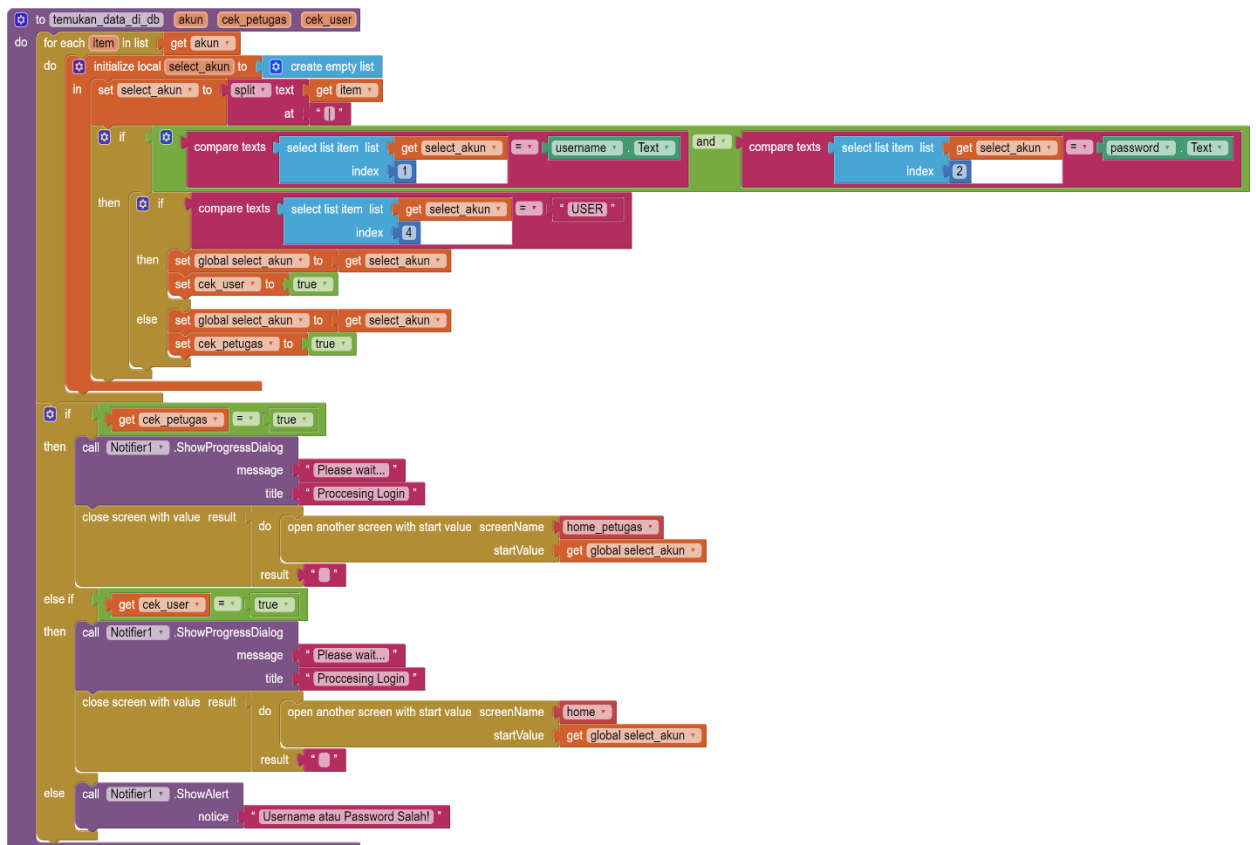 to temukan_data_di_db akun cek_petugas cek_user
do for each item in list get akun
do initialize local select_akun to create empty list
in set select_akun to split text get item
at " | "
if compare texts select list item list get select_akun = username . Text and compare texts select list item list get select_akun = password . Text
index 1 index 2
then if compare texts select list item list get select_akun = " USER "
index 4
then set global select_akun to get select_akun
set cek_user to true
else set global select_akun to get select_akun
set cek_petugas to true
if get cek_petugas = true
then call Notifier1 .ShowProgressDialog
message " Please wait... "
title " Proccesing Login "
close screen with value result do open another screen with start value screenName home_petugas
startValue get global select_akun
result " "
else if get cek_user = true
then call Notifier1 .ShowProgressDialog
message " Please wait... "
title " Proccesing Login "
close screen with value result do open another screen with start value screenName home
startValue get global select_akun
result " "
else call Notifier1 .ShowAlert
notice " Username atau Password Salah! "